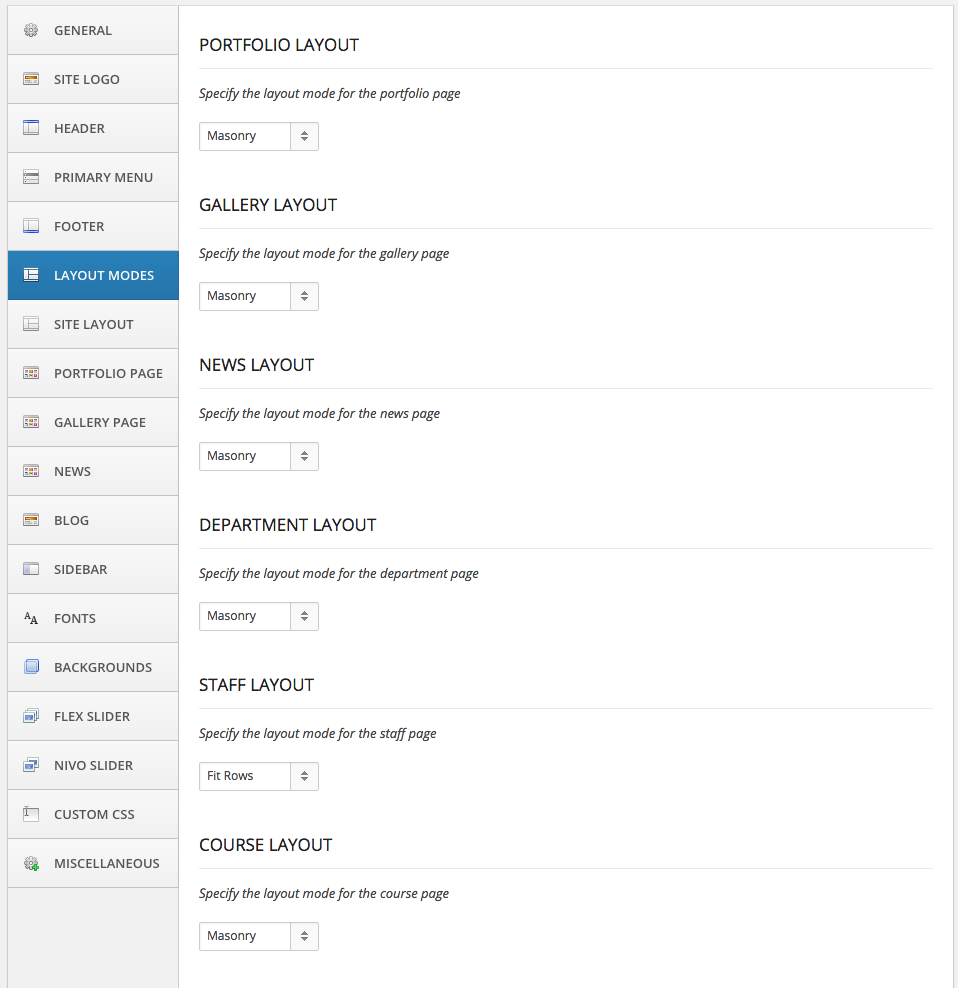 GENERAL
SITE LOGO
HEADER
PRIMARY MENU
FOOTER
LAYOUT MODES
SITE LAYOUT
PORTFOLIO PAGE
GALLERY PAGE
NEWS
BLOG
SIDEBAR
FONTS
BACKGROUNDS
FLEX SLIDER
NIVO SLIDER
CUSTOM CSS
MISCELLANEOUS
PORTFOLIO LAYOUT
Specify the layout mode for the portfolio page
Masonry
GALLERY LAYOUT
Specify the layout mode for the gallery page
Masonry
NEWS LAYOUT
Specify the layout mode for the news page
Masonry
DEPARTMENT LAYOUT
Specify the layout mode for the department page
Masonry
STAFF LAYOUT
Specify the layout mode for the staff page
Fit Rows
COURSE LAYOUT
Specify the layout mode for the course page
Masonry